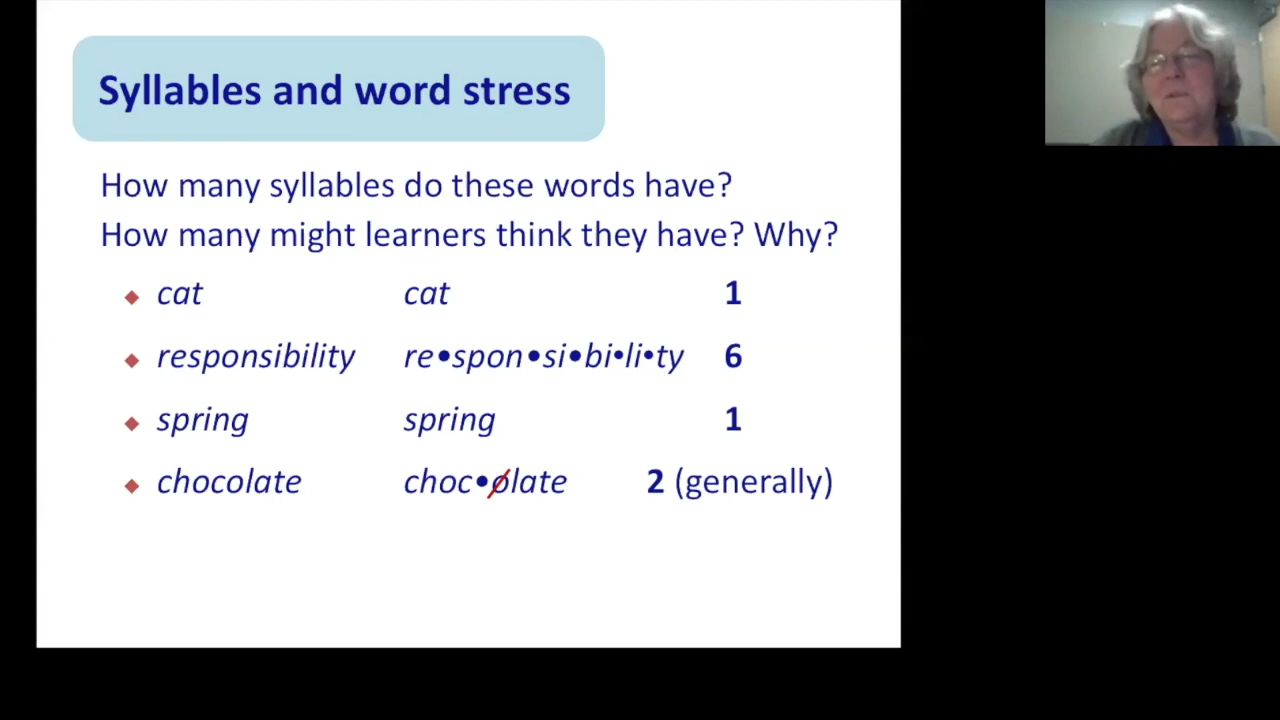 Syllables and word stress
How many syllables do these words have?
How many might learners think they have? Why?
cat cat 1
responsibility re•spon•si•bi•li•ty 6
spring spring 1
chocolate choc•olate 2 (generally)